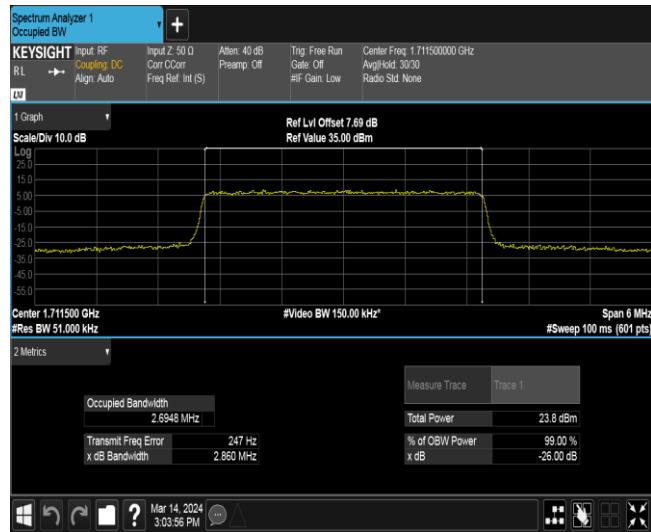 Spectrum Analyzer 1
Occupied BW
+
KEYSIGHT Input: RF Input Z: 50 Ω Atten: 40 dB Trig: Free Run Center Freq: 1.711500000 GHz
RL Coupling: DC Corr CCorr Preamp: Off Gate: Off Avg|Hold: 30/30
Align: Auto Freq Ref: Int (S) #IF Gain: Low Radio Std: None
LXI
1 Graph
Ref Lvl Offset 7.69 dB
Scale/Div 10.0 dB Ref Value 35.00 dBm
Log
25.0
15.0
5.00
-5.00
-15.0
-25.0
-35.0
-45.0
-55.0
Center 1.711500 GHz #Video BW 150.00 kHz* Span 6 MHz
#Res BW 51.000 kHz #Sweep 100 ms (601 pts)
2 Metrics
Measure Trace Trace 1
Occupied Bandwidth
2.6948 MHz
Total Power 23.8 dBm
Transmit Freq Error 247 Hz % of OBW Power 99.00 %
x dB Bandwidth 2.860 MHz x dB -26.00 dB
?
Mar 14, 2024
3:03:56 PM